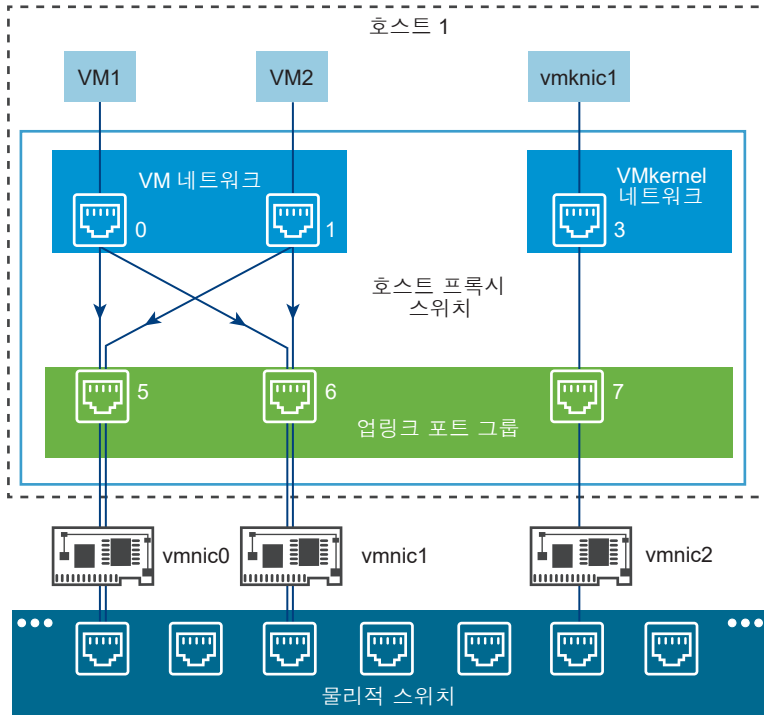 호스트 1
VM1
VM2
vmknic1
VM 네트워크
VMkernel
네트워크
0
1
3
호스트 프록시
스위치
5
6
7
업링크 포트 그룹
vmnic0
vmnic1
vmnic2
물리적 스위치